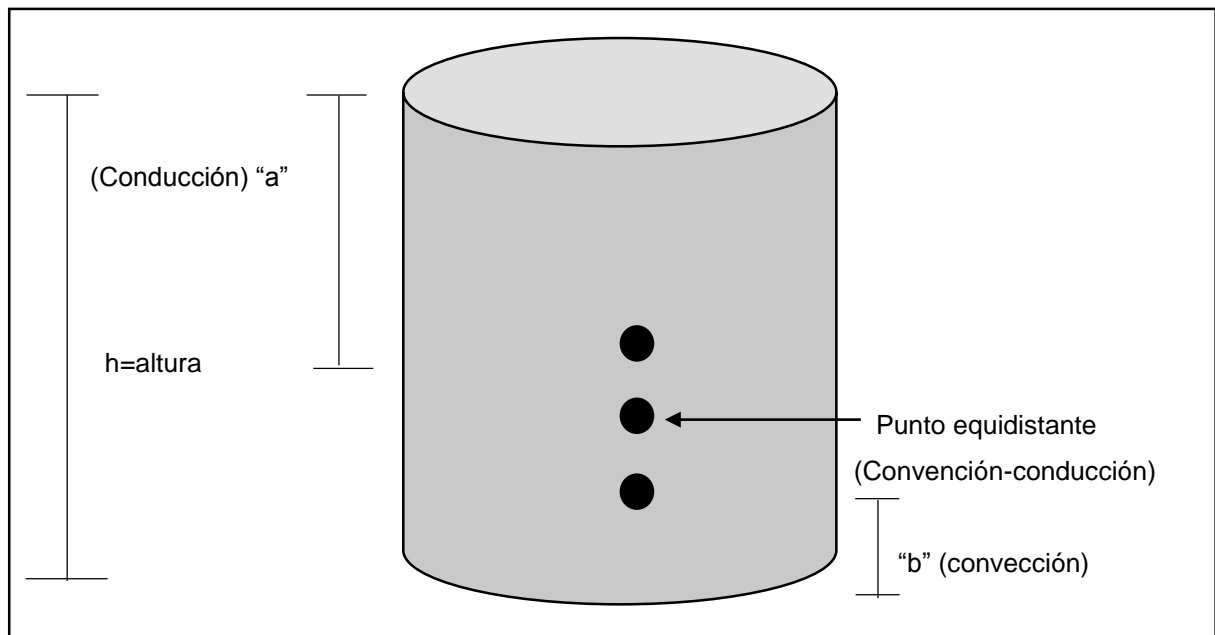 (Conducción) “a”
h=altura
Punto equidistante
(Convención-conducción)
“b” (convección)